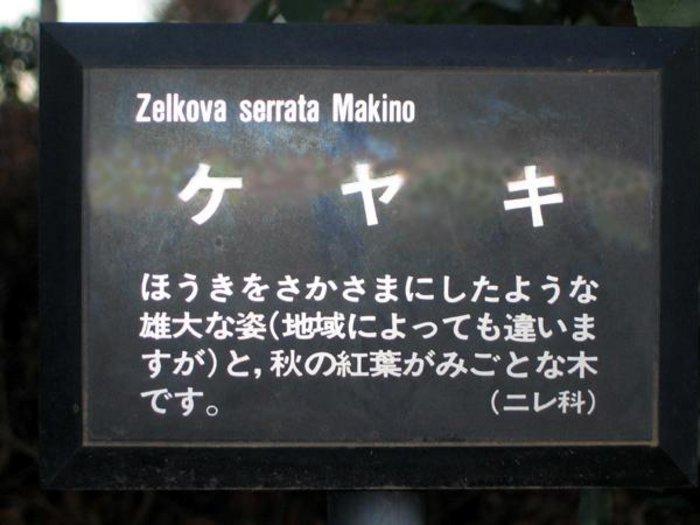 Zelkova serrata Makino
ケヤキ
ほうきをさかさまにしたような
雄大な姿(地域によっても違いま
すが)と,秋の紅葉がみごとな木
です。
(ニレ科)